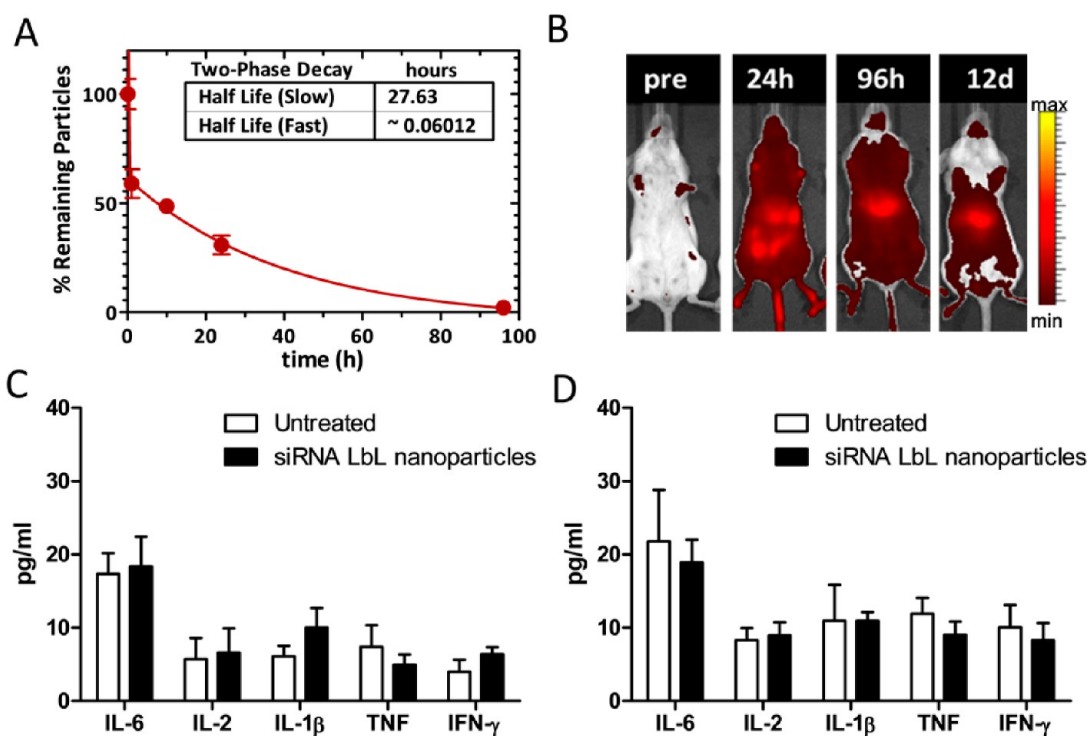 A
% Remaining Particles
100
50
0
Two-Phase Decay hours
Half Life (Slow) 27.63
Half Life (Fast) ~ 0.06012
0 20 40 60 80 100
time (h)
B
pre 24h 96h 12d
max
min
C
pg/ml
40
30
20
10
0
Untreated
siRNA LbL nanoparticles
IL-6 IL-2 IL-1β TNF IFN-γ
D
pg/ml
40
30
20
10
0
Untreated
siRNA LbL nanoparticles
IL-6 IL-2 IL-1β TNF IFN-γ